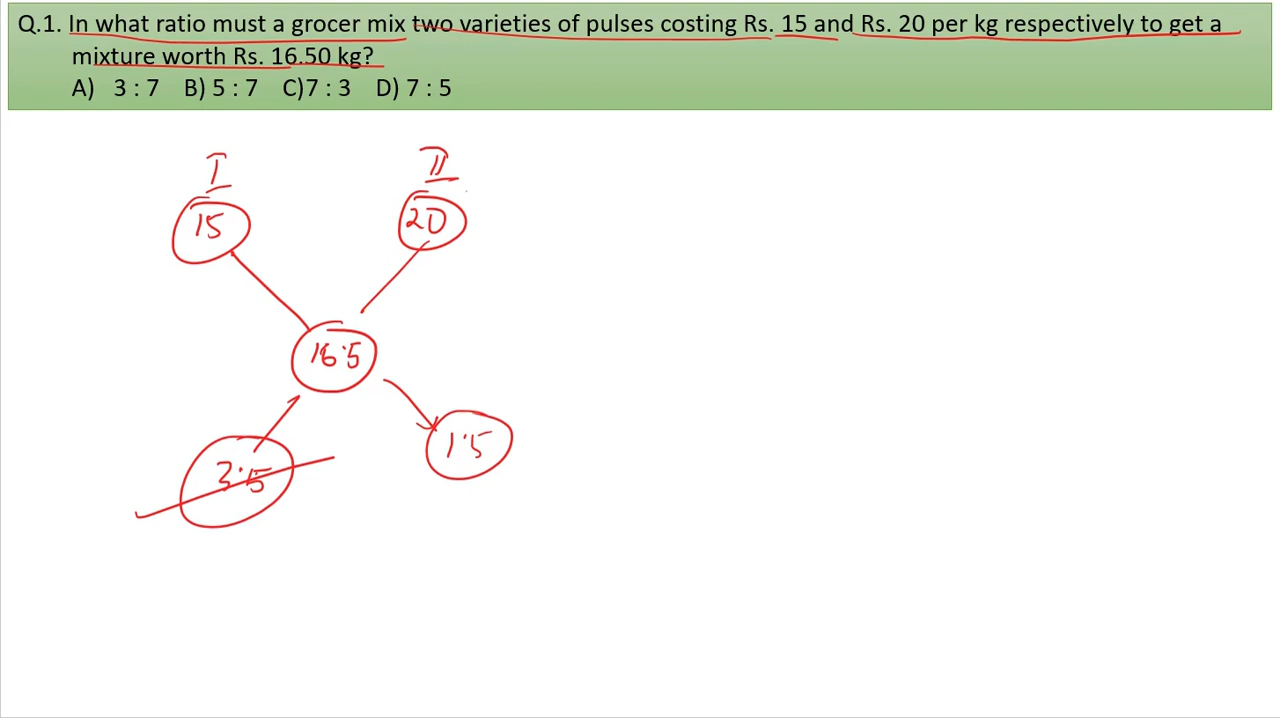 Q.1. In what ratio must a grocer mix two varieties of pulses costing Rs. 15 and Rs. 20 per kg respectively to get a
mixture worth Rs. 16.50 kg?
A) 3 : 7 B) 5 : 7 C)7 : 3 D) 7 : 5
I II
15 20
16.5
3.5 1.5